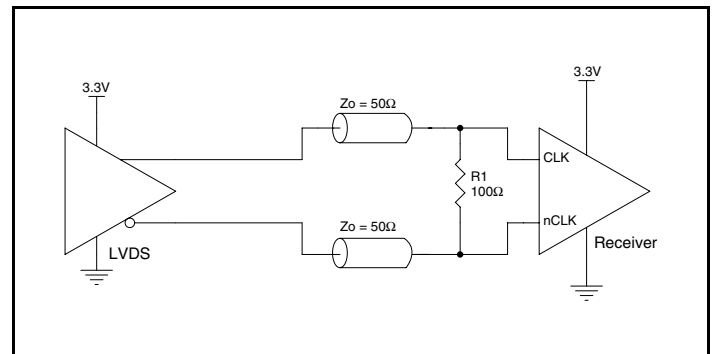 3.3V
3.3V
Zo = 50Ω
CLK
R1
100Ω
nCLK
Zo = 50Ω
Receiver
LVDS